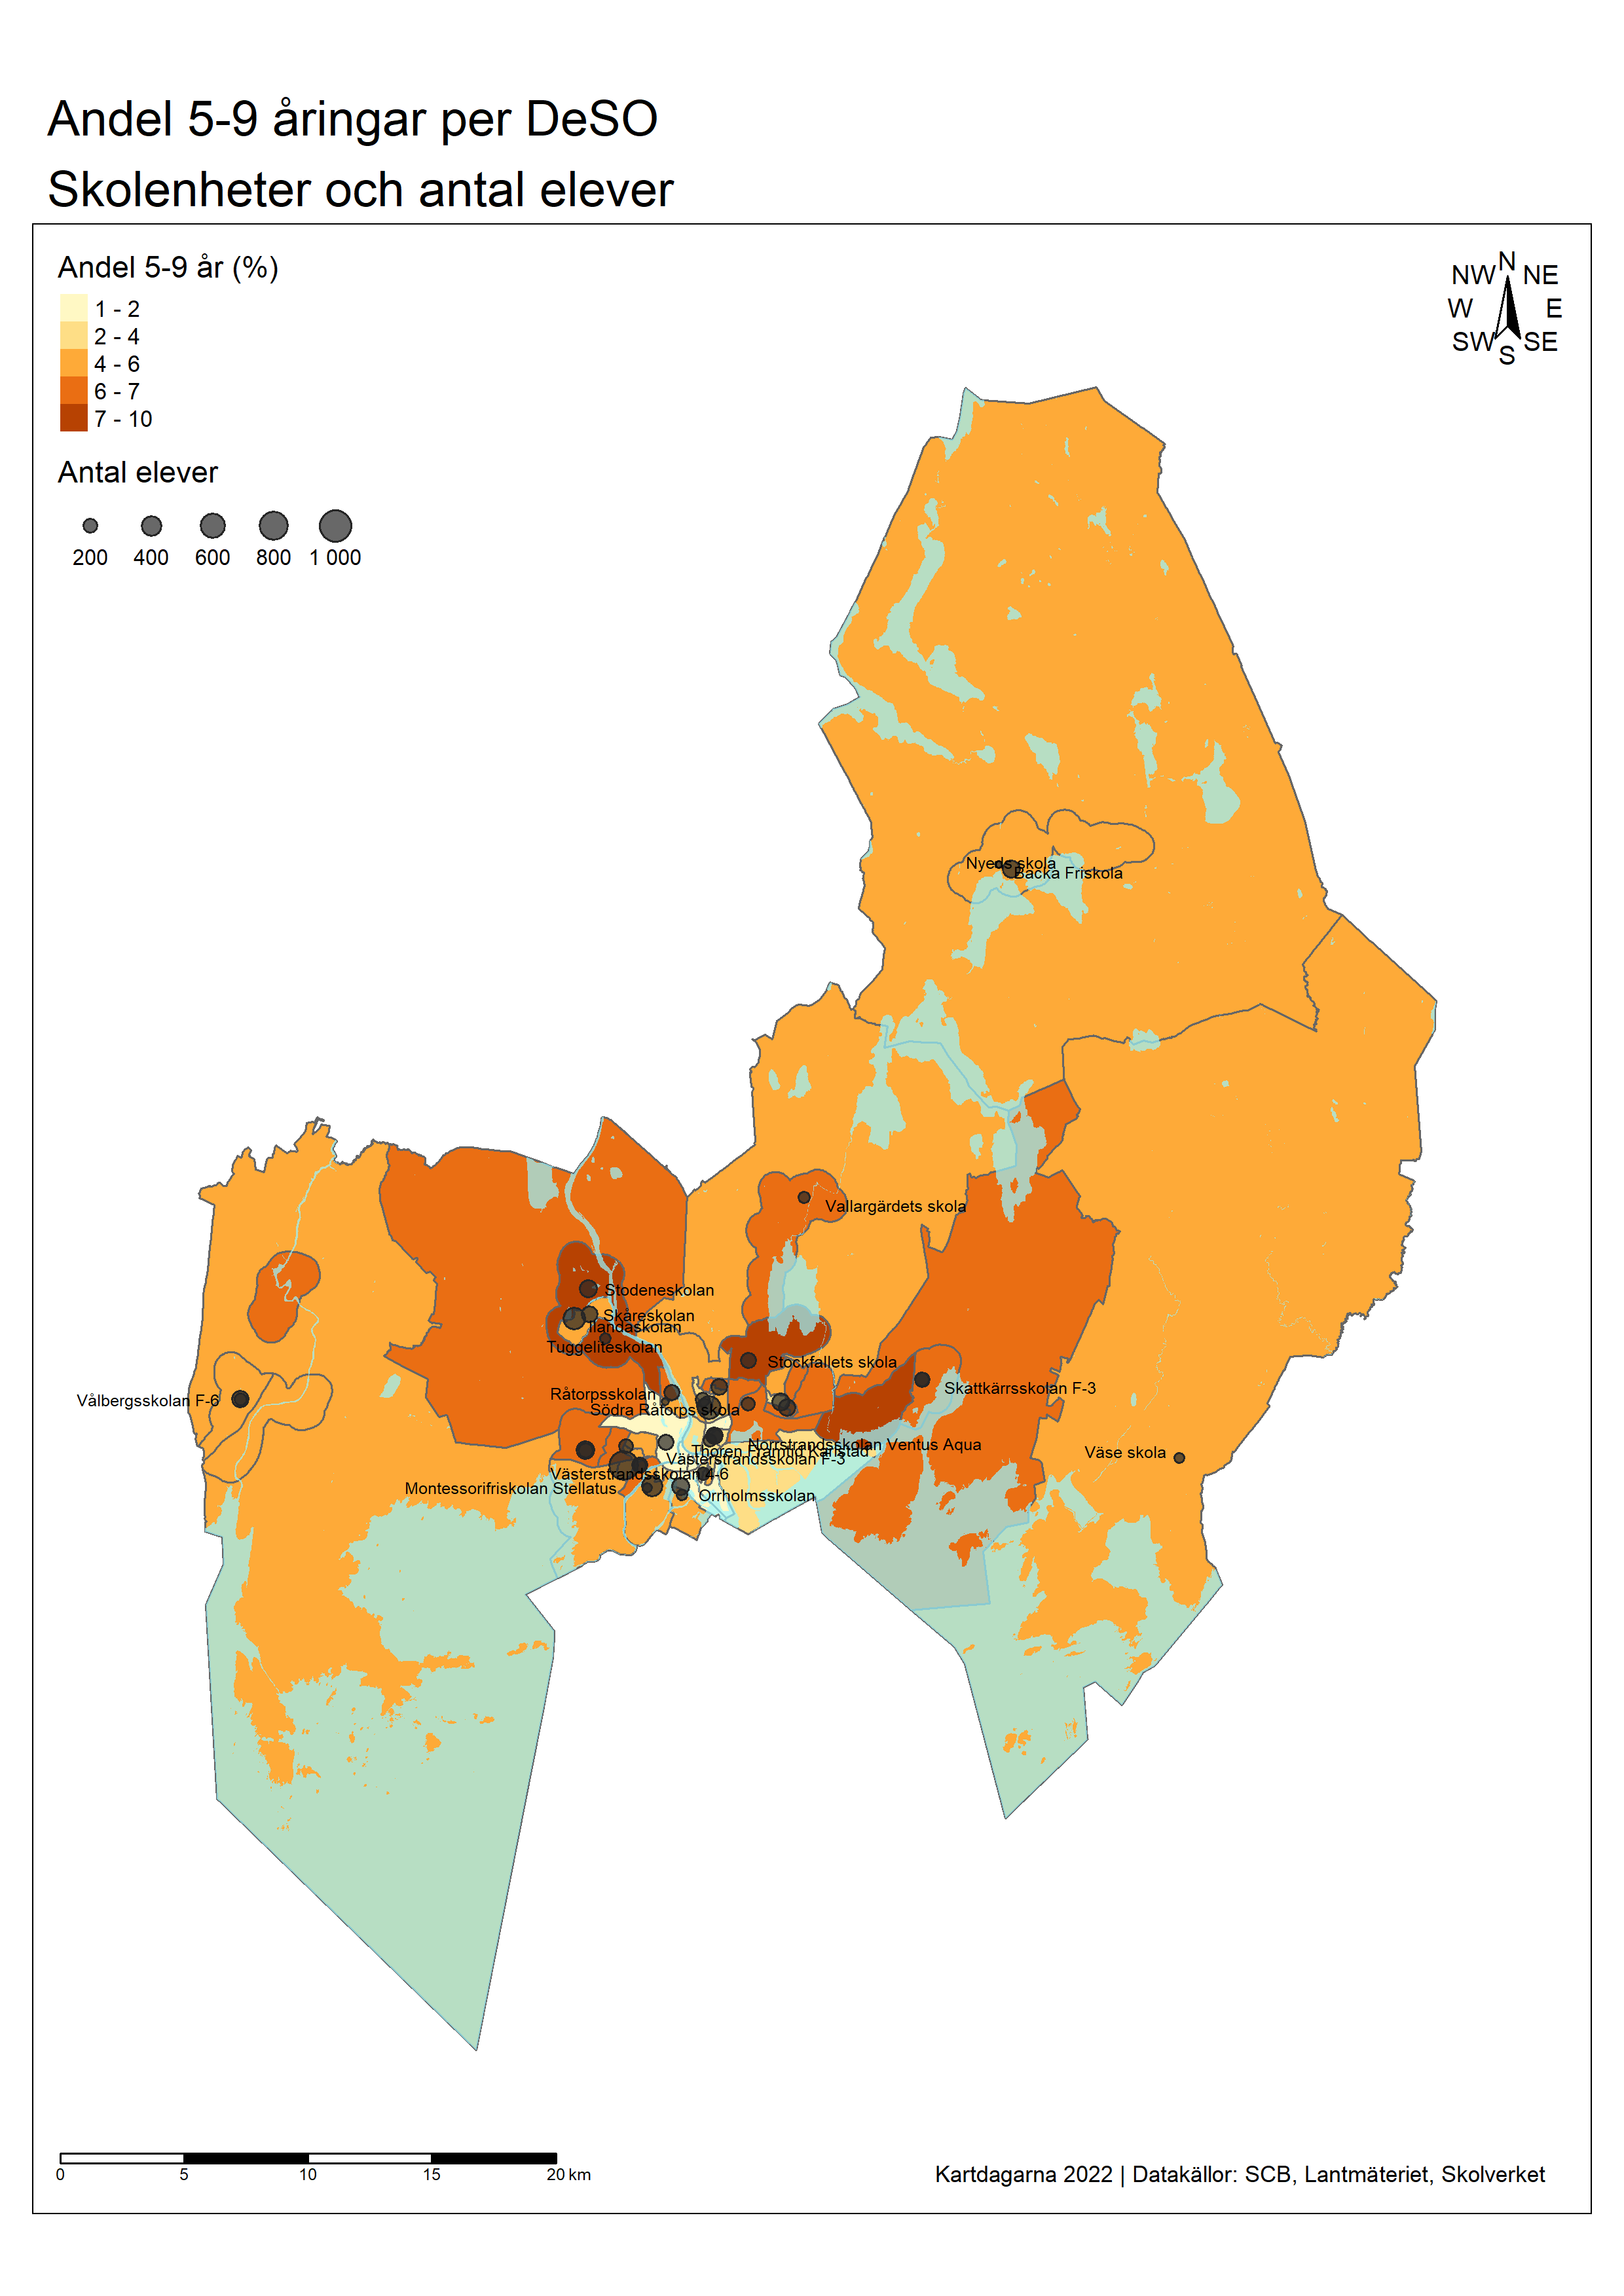 Andel 5-9 åringar per DeSO
Skolenheter och antal elever
Andel 5-9 år (%)
1 - 2
2 - 4
4 - 6
6 - 7
7 - 10
Antal elever
200 400 600 800 1 000
N
NW NE
W E
SW SE
S
Nyeds skola
Backa Friskola
Vallargärdets skola
Stodeneskolan
Skåreskolan
Ilandaskolan
Tuggeliteskolan
Stockfallets skola
Skattkärrsskolan F-3
Råtorpsskolan
Vålbergsskolan F-6
Södra Råtorps skola
Norrstrandsskolan Ventus Aqua
Thoren Framtid Karlstad
Väse skola
Västerstrandsskolan F-3
Västerstrandsskolan 4-6
Montessorifriskolan Stellatus
Orrholmsskolan
0 5 10 15 20 km
Kartdagarna 2022 | Datakällor: SCB, Lantmäteriet, Skolverket